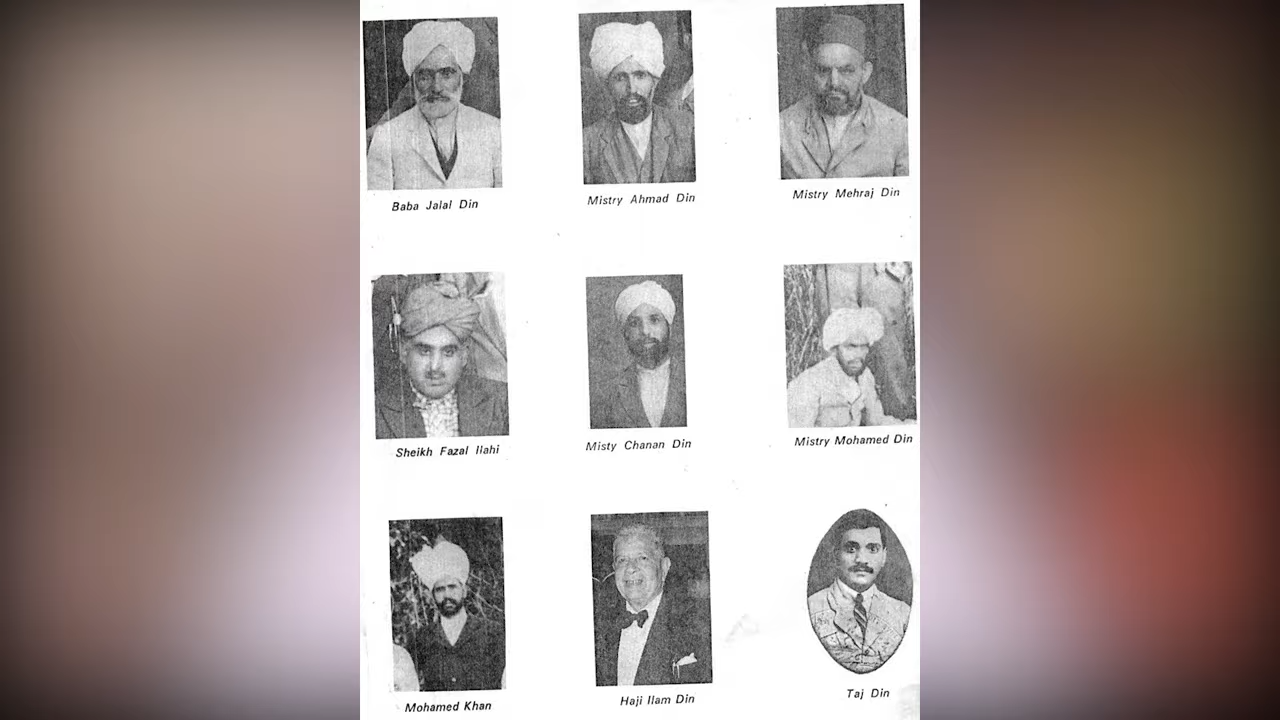 Baba Jalal Din
Mistry Ahmad Din
Mistry Mehraj Din
Sheikh Fazal Ilahi
Misty Chanan Din
Mistry Mohamed Din
Mohamed Khan
Haji Ilam Din
Taj Din